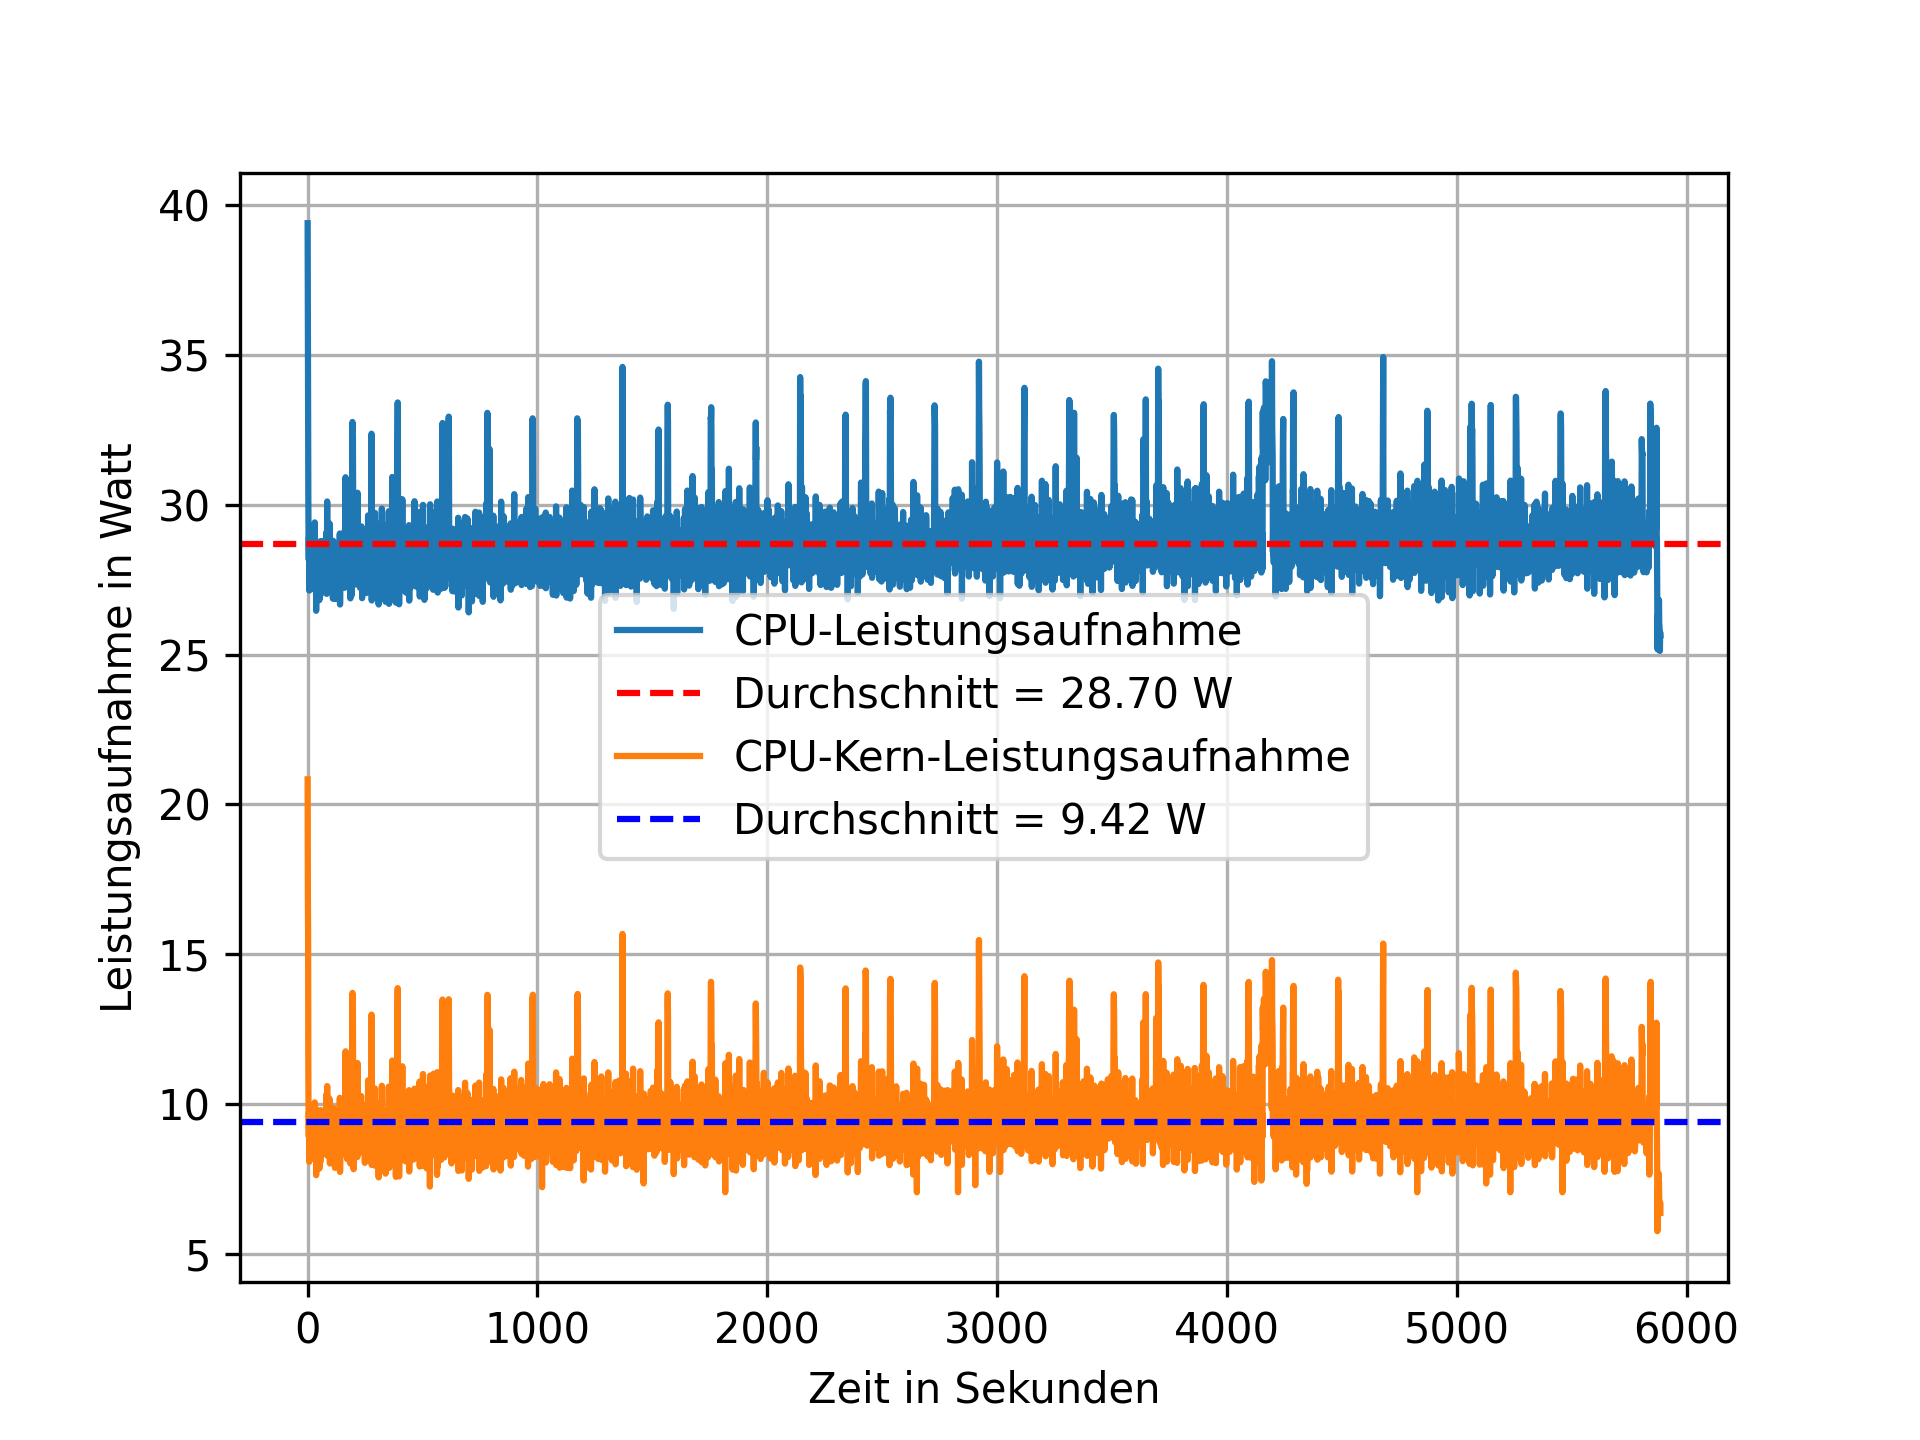 40
35
30
25
20
15
10
5
Leistungsaufnahme in Watt
CPU-Leistungsaufnahme
Durchschnitt = 28.70 W
CPU-Kern-Leistungsaufnahme
Durchschnitt = 9.42 W
0 1000 2000 3000 4000 5000 6000
Zeit in Sekunden